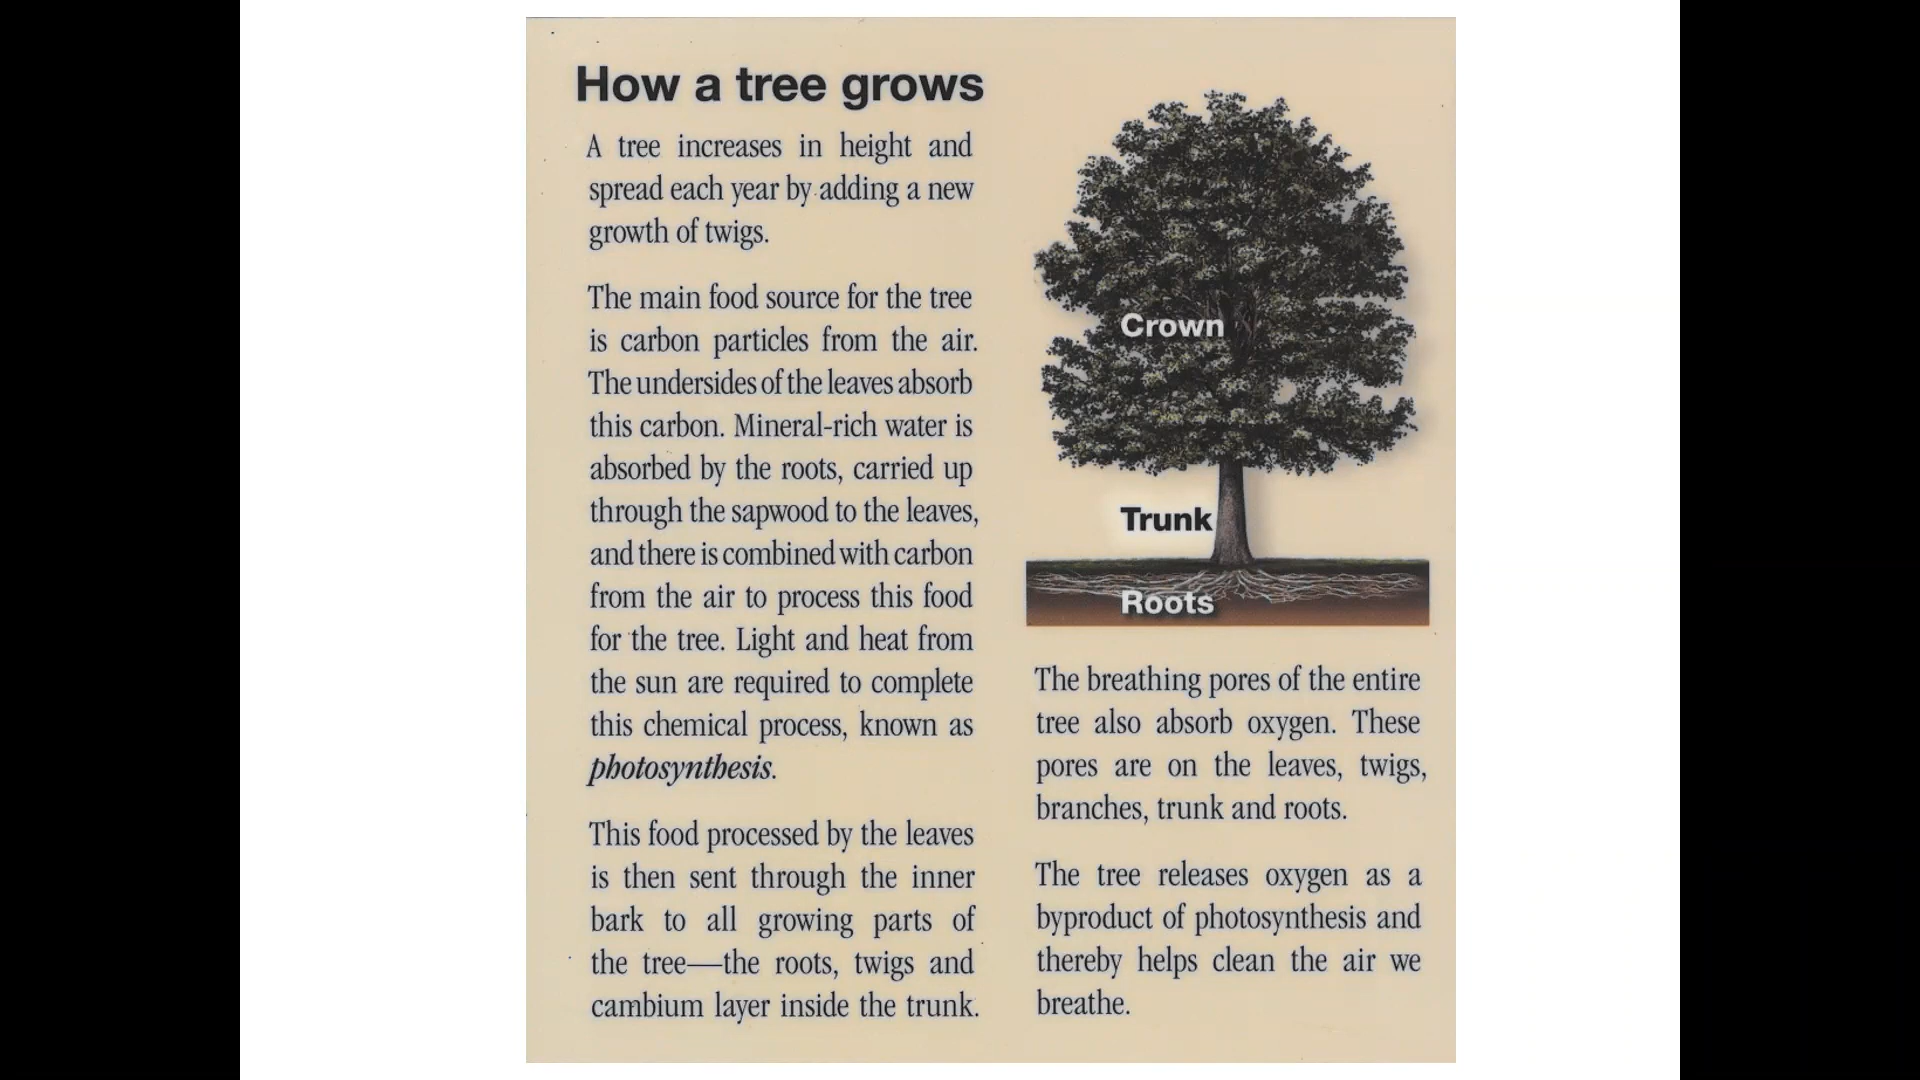 How a tree grows
A tree increases in height and
spread each year by adding a new
growth of twigs.
The main food source for the tree
is carbon particles from the air.
The undersides of the leaves absorb
this carbon. Mineral-rich water is
absorbed by the roots, carried up
through the sapwood to the leaves,
and there is combined with carbon
from the air to process this food
for the tree. Light and heat from
the sun are required to complete
this chemical process, known as
photosynthesis.
This food processed by the leaves
is then sent through the inner
bark to all growing parts of
the tree—the roots, twigs and
cambium layer inside the trunk.
Crown
Trunk
Roots
The breathing pores of the entire
tree also absorb oxygen. These
pores are on the leaves, twigs,
branches, trunk and roots.
The tree releases oxygen as a
byproduct of photosynthesis and
thereby helps clean the air we
breathe.